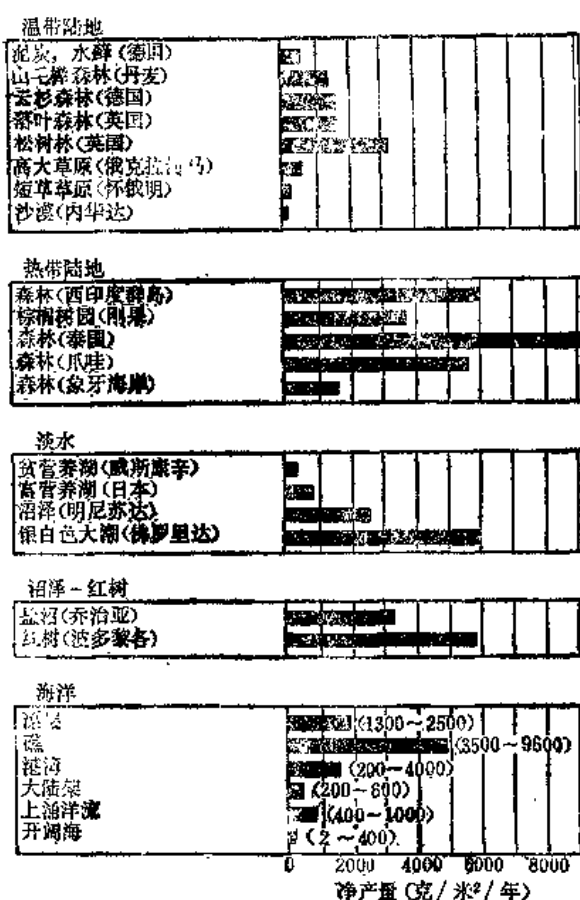 温带陆地
泥炭，水藓(德国)
山毛榉森林(丹麦)
云杉森林(德国)
落叶森林(英国)
松树林(英国)
高大草原(俄克拉何马)
短草草原(怀俄明)
沙漠(内华达)
热带陆地
森林(西印度群岛)
棕榈树园(刚果)
森林(泰国)
森林(爪哇)
森林(象牙海岸)
淡水
贫营养湖(威斯康辛)
富营养湖(日本)
沼泽(明尼苏达)
银白色大潮(佛罗里达)
沼泽-红树
盐沼(乔治亚)
红树(波多黎各)
海洋
(1300～2500)
礁 (3500～9600)
港湾 (200～4000)
大陆架 (200～600)
上涌洋流 (400～1000)
开阔海 (2～400)
0 2000 4000 6000 8000
净产量(克/米²/年)